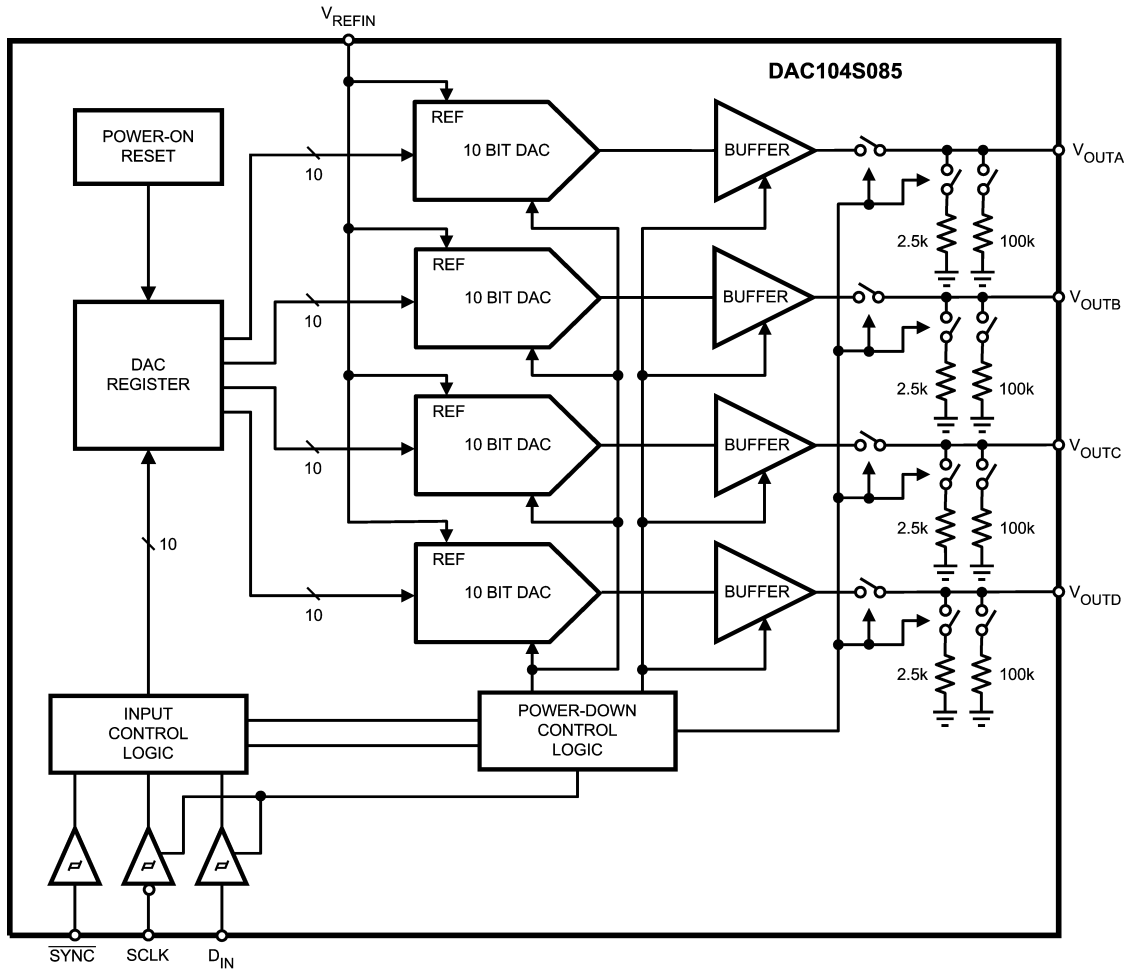 VREFIN
DAC104S085
POWER-ON
RESET
REF
10 BIT DAC
BUFFER
VOUTA
10
2.5k
100k
REF
10 BIT DAC
BUFFER
VOUTB
10
2.5k
100k
DAC
REGISTER
REF
10 BIT DAC
BUFFER
VOUTC
10
2.5k
100k
10
REF
10 BIT DAC
BUFFER
VOUTD
10
2.5k
100k
INPUT
CONTROL
LOGIC
POWER-DOWN
CONTROL
LOGIC
SYNC
SCLK
DIN